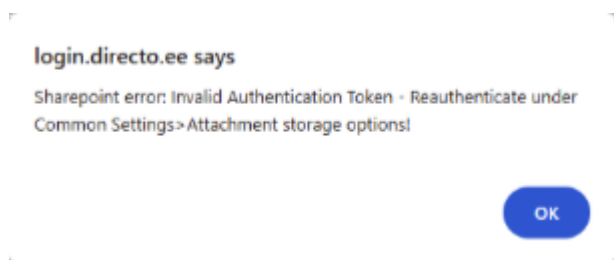 login.directo.ee says
Sharepoint error: Invalid Authentication Token - Reauthenticate under
Common Settings>Attachment storage options!
OK